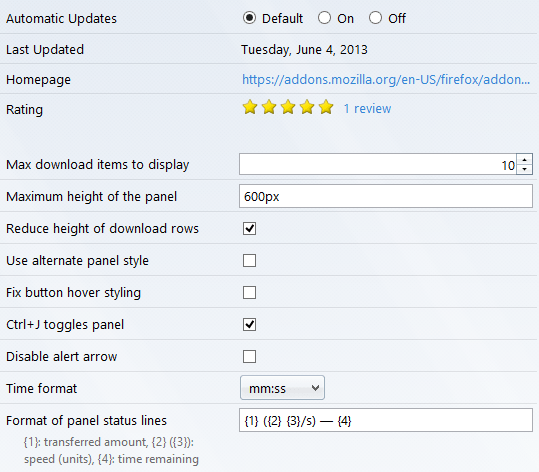 Automatic Updates Default On Off
Last Updated Tuesday, June 4, 2013
Homepage https://addons.mozilla.org/en-US/firefox/addon...
Rating 1 review
Max download items to display 10
Maximum height of the panel 600px
Reduce height of download rows
Use alternate panel style
Fix button hover styling
Ctrl+J toggles panel
Disable alert arrow
Time format mm:ss
Format of panel status lines {1} ({2} {3}/s) — {4}
{1}: transferred amount, {2} ({3}):
speed (units), {4}: time remaining